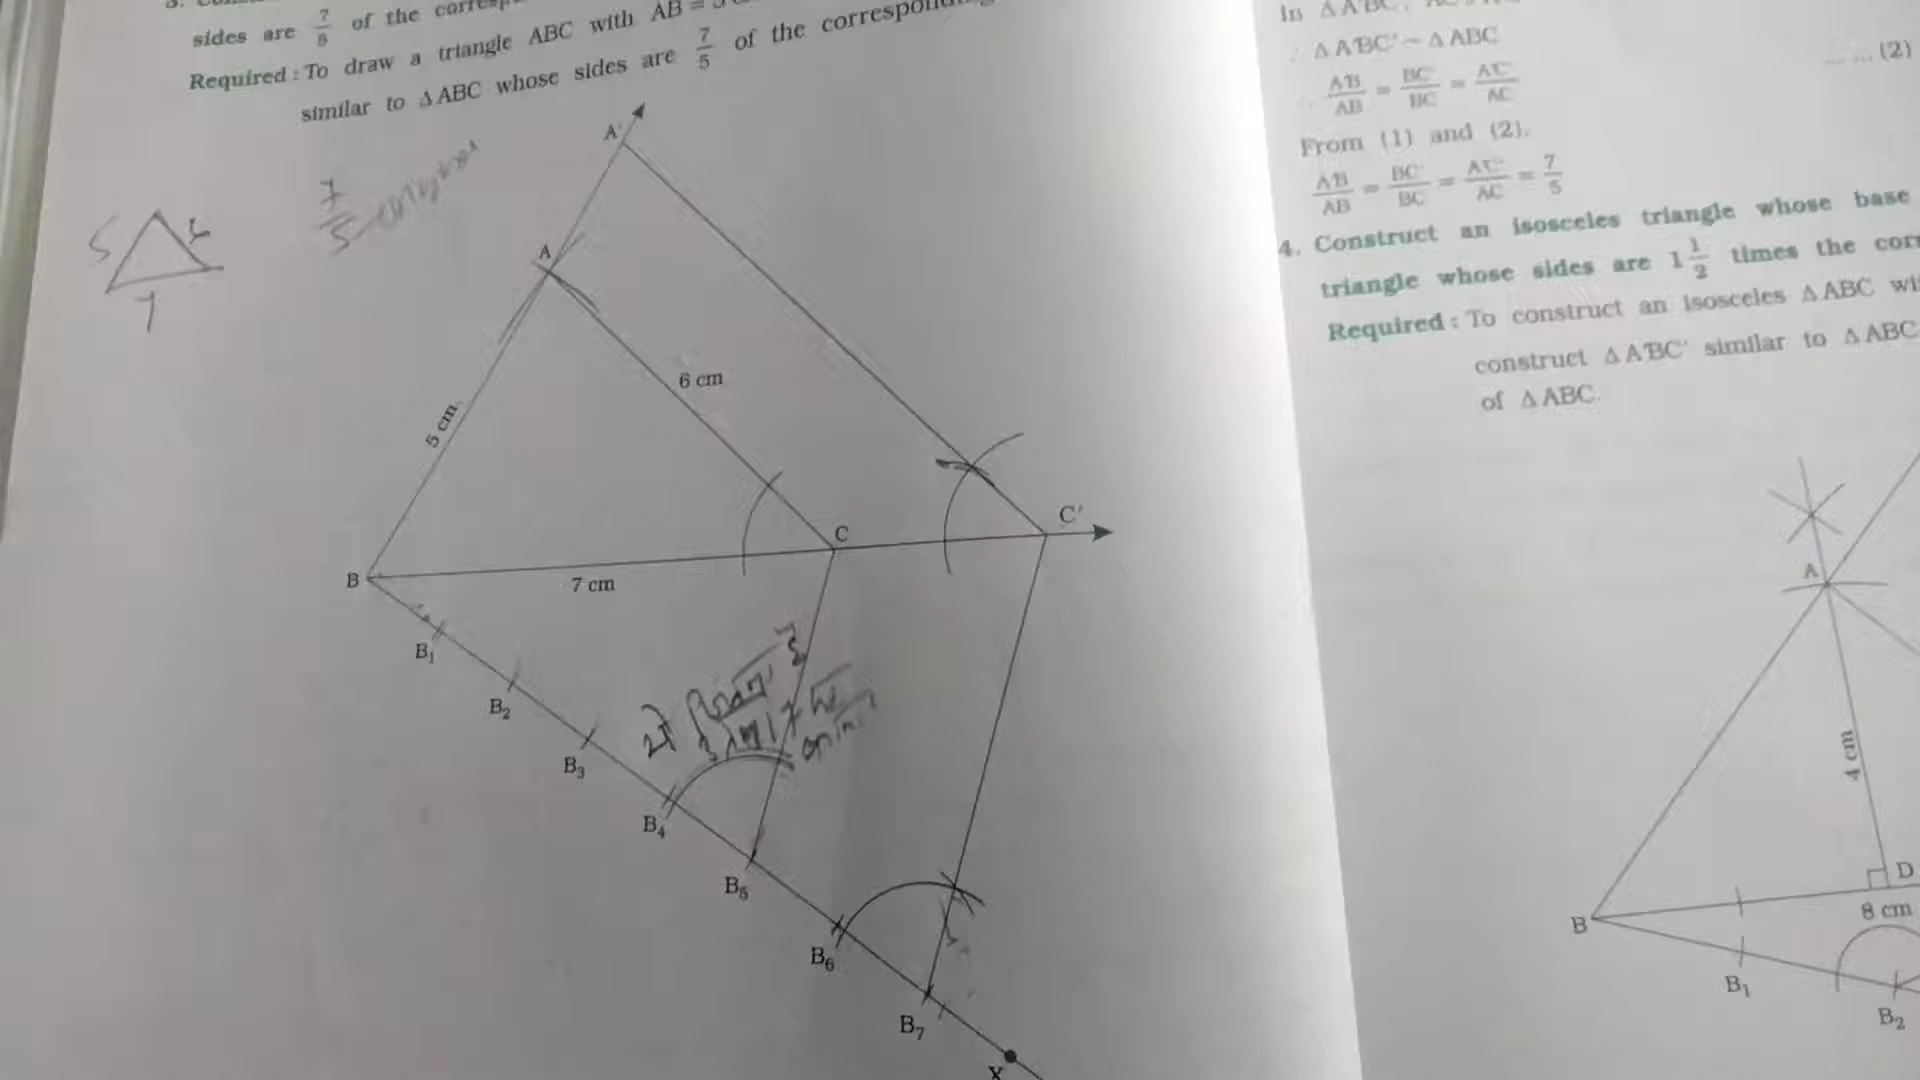 sides are 7/5 of the
Required : To draw a triangle ABC with AB =
similar to ΔABC whose sides are 7/5 of the
A'
7/5
5 6
7
A
6 cm
5 cm
C
C'
B
7 cm
B₁
B₂
B₃
B₄
B₅
B₆
B₇
X
In ΔA'BC',
∴ ΔA'BC' ~ ΔABC
∴ A'B/AB = BC'/BC = A'C'/AC ... ... (2)
From (1) and (2),
A'B/AB = BC'/BC = A'C'/AC = 7/5
4. Construct an isosceles triangle whose base
triangle whose sides are 1 1/2 times the
Required : To construct an isosceles ΔABC
construct ΔA'BC' similar to ΔABC
of ΔABC.
A
4 cm
D
B
8 cm
B₁
B₂